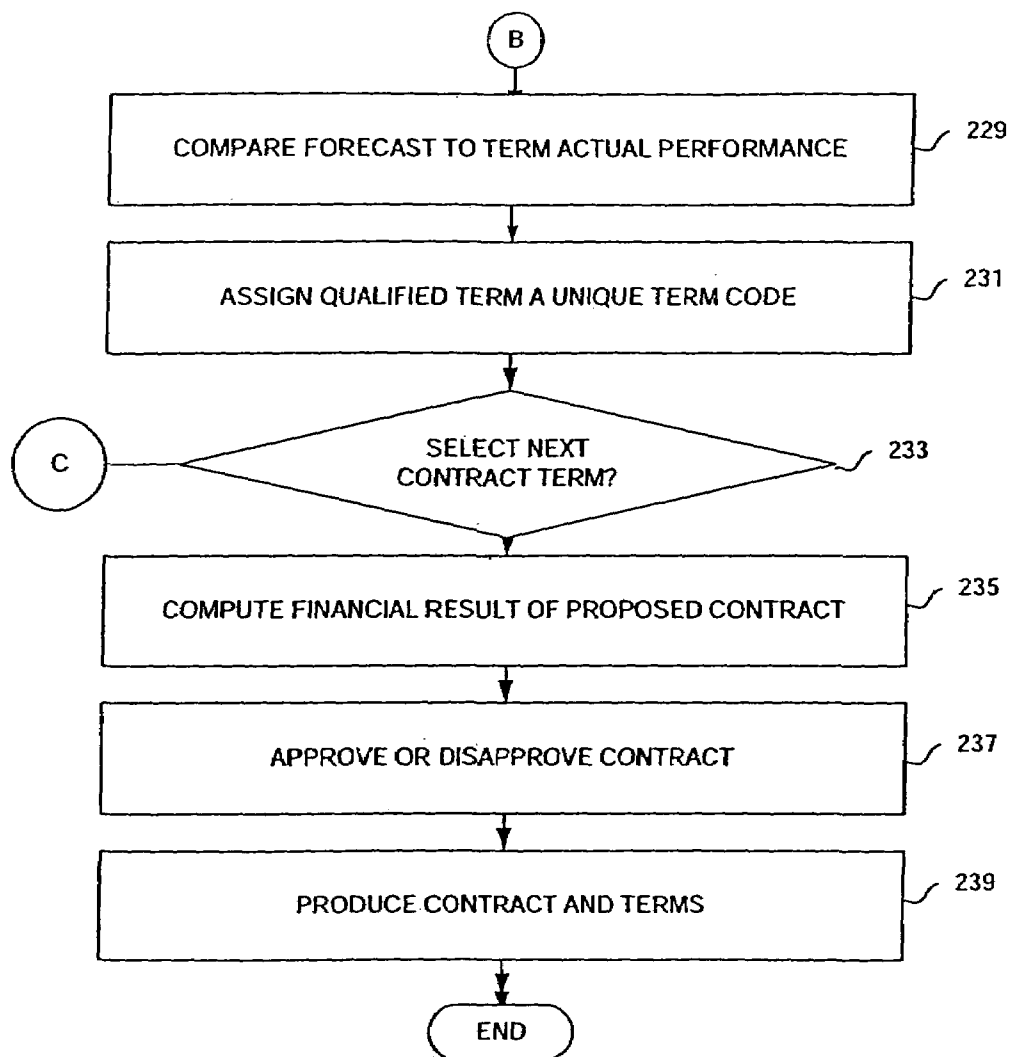 B
COMPARE FORECAST TO TERM ACTUAL PERFORMANCE
229
ASSIGN QUALIFIED TERM A UNIQUE TERM CODE
231
C
SELECT NEXT
CONTRACT TERM?
233
COMPUTE FINANCIAL RESULT OF PROPOSED CONTRACT
235
APPROVE OR DISAPPROVE CONTRACT
237
PRODUCE CONTRACT AND TERMS
239
END